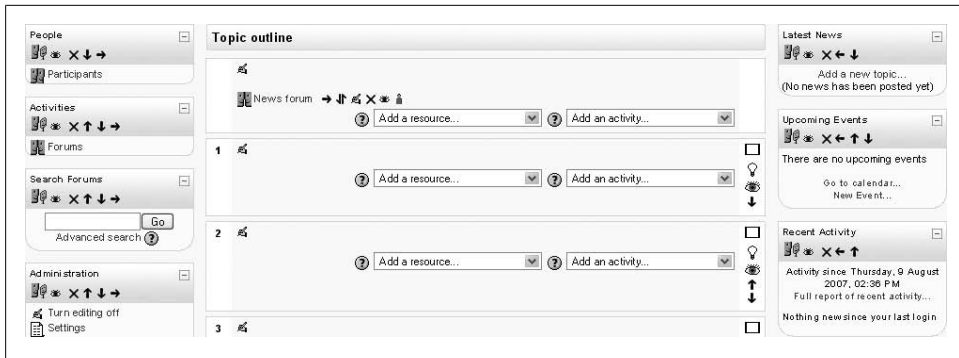 People
Participants
Activities
Forums
Search Forums
Go
Advanced search ?
Administration
Turn editing off
Settings
Topic outline
News forum
? Add a resource... ? Add an activity...
1
? Add a resource... ? Add an activity...
2
? Add a resource... ? Add an activity...
3
Latest News
Add a new topic...
(No news has been posted yet)
Upcoming Events
There are no upcoming events
Go to calendar...
New Event...
Recent Activity
Activity since Thursday, 9 August
2007, 02:36 PM
Full report of recent activity...
Nothing new since your last login